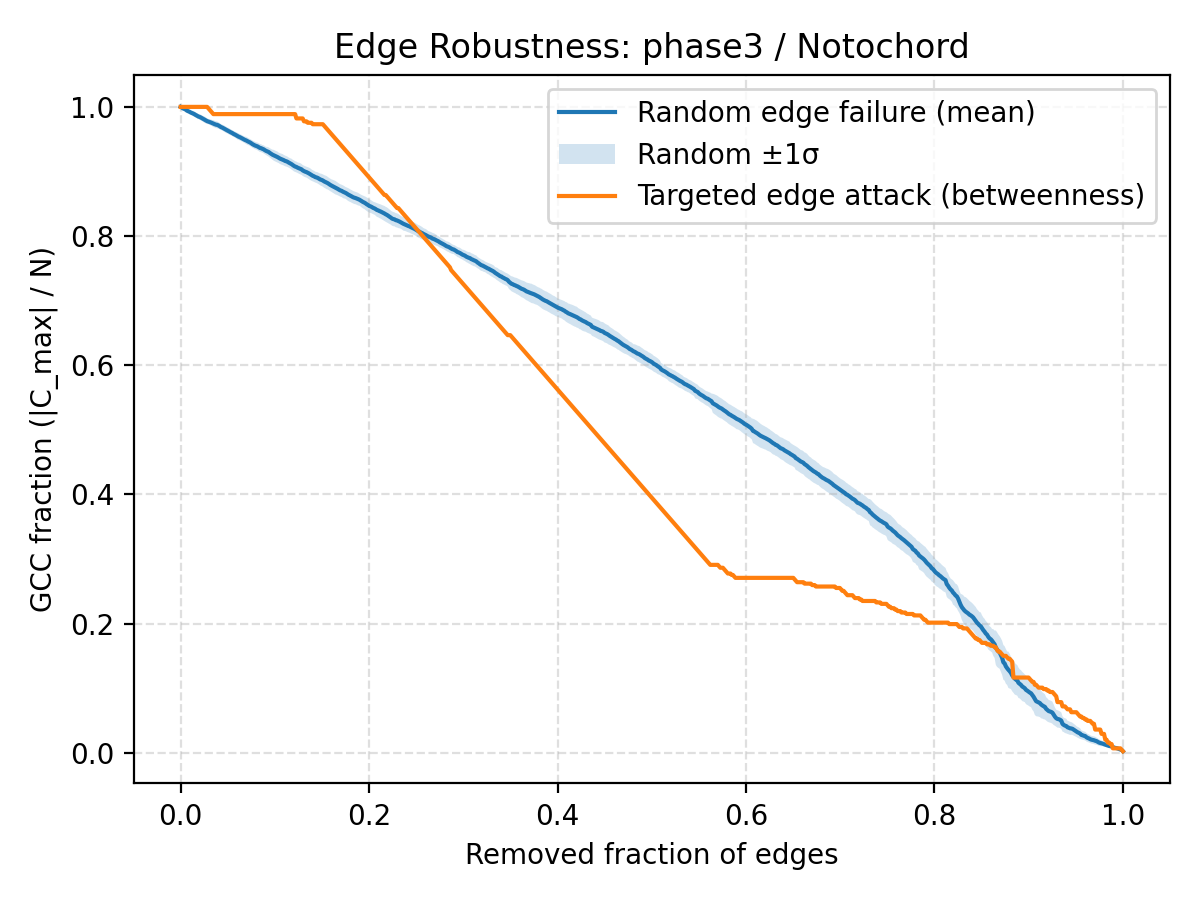 Edge Robustness: phase3 / Notochord
Random edge failure (mean)
Random ±1σ
Targeted edge attack (betweenness)
GCC fraction (|C_max| / N)
1.0
0.8
0.6
0.4
0.2
0.0
0.0 0.2 0.4 0.6 0.8 1.0
Removed fraction of edges